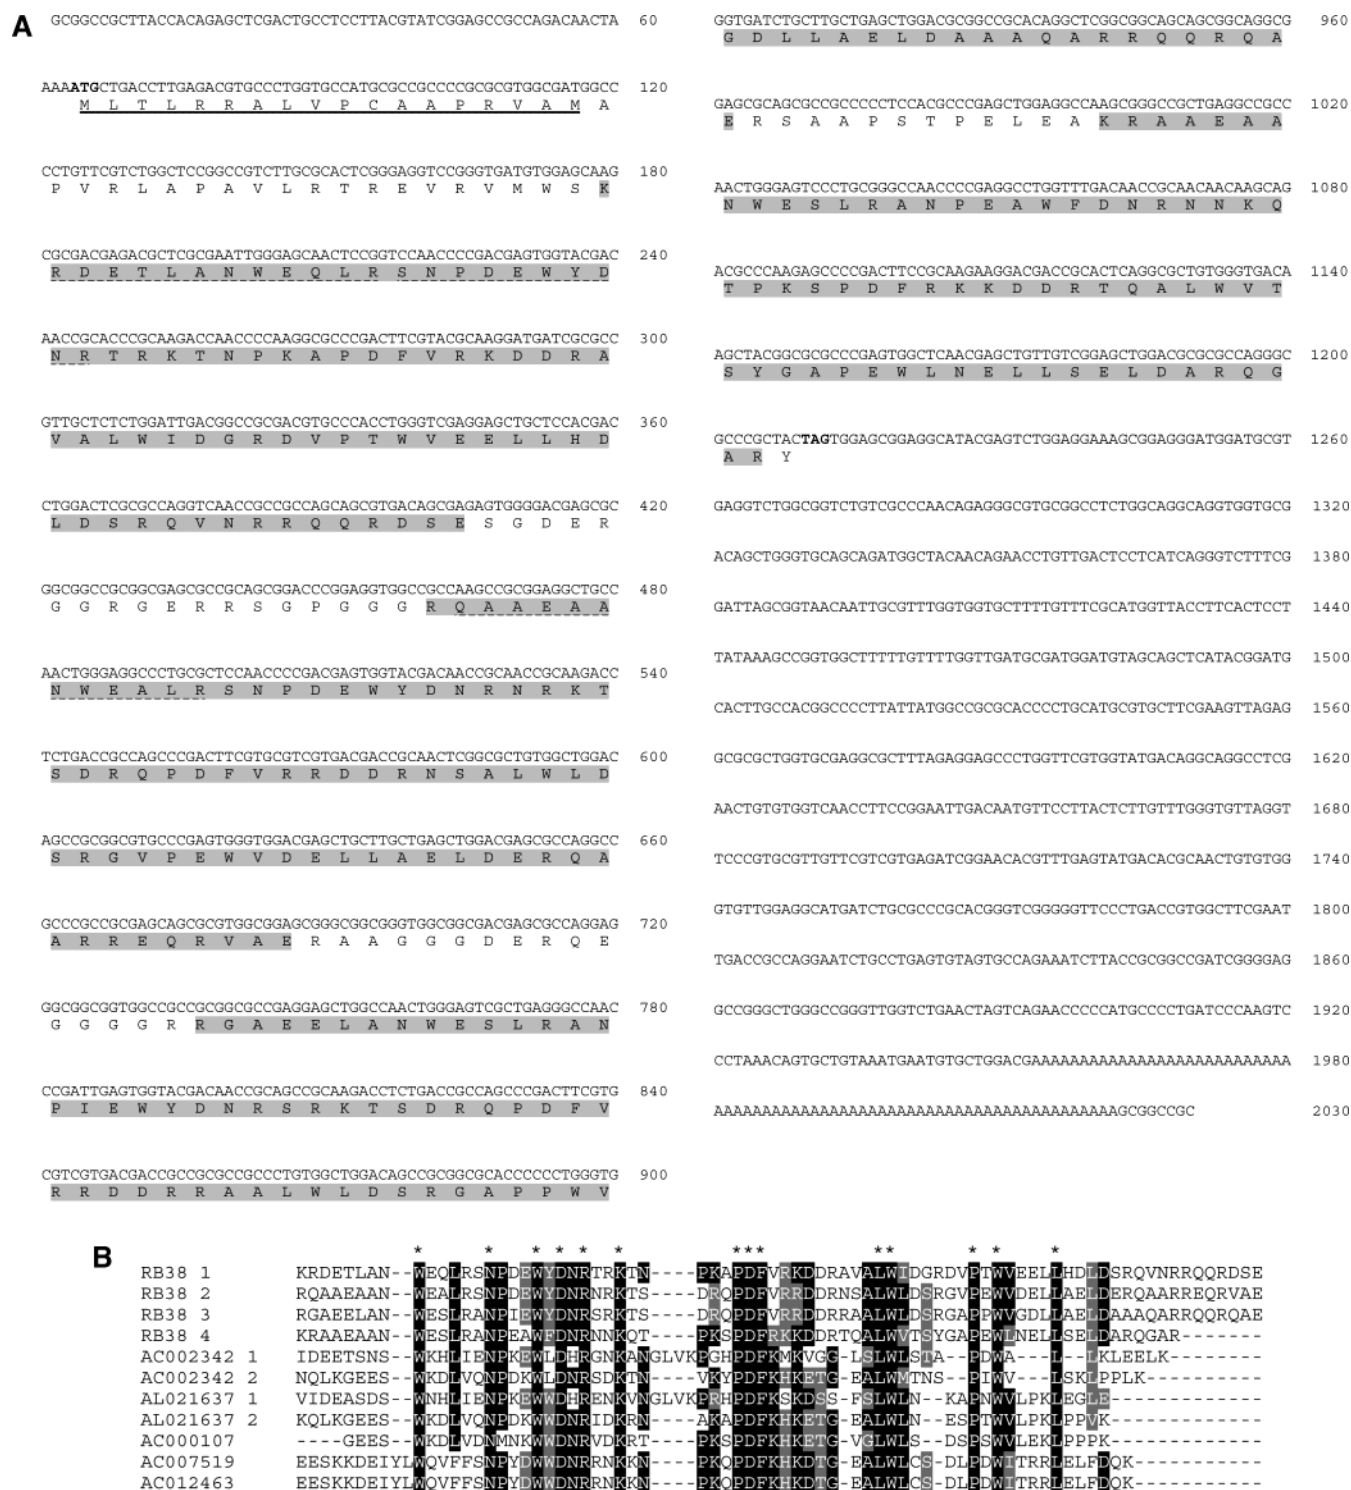 A
GCGGCCGCTTACCACAGAGCTCGACTGCCTCCTTACGTATCGGAGCCGCCAGACAACTA 60
AAAATGCTGACCTTGAGACGTGCCCTGGTGCCATGCGCCGCCCCGCGCGTGGCGATGGCC 120
M L T L R R A L V P C A A P R V A M A
CCTGTTCGTCTGGCTCCGGCCGTCTTGCGCACTCGGGAGGTCCGGGTGATGTGGAGCAAG 180
P V R L A P A V L R T R E V R V M W S K
CGCGACGAGACGCTCGCGAATTGGGAGCAACTCCGGTCCAACCCCGACGAGTGGTACGAC 240
R D E T L A N W E Q L R S N P D E W Y D
AACCGCACCCGCAAGACCAACCCCAAGGCGCCCGACTTCGTACGCAAGGATGATCGCGCC 300
N R T R K T N P K A P D F V R K D D R A
GTTGCTCTCTGGATTGACGGCCGCGACGTGCCCACCTGGGTCGAGGAGCTGCTCCACGAC 360
V A L W I D G R D V P T W V E E L L H D
CTGGACTCGCGCCAGGTCAACCGCCGCCAGCAGCGTGACAGCGAGAGTGGGGACGAGCGC 420
L D S R Q V N R R Q Q R D S E S G D E R
GGCGGCCGCGGCGAGCGCCGCAGCGGACCCGGAGGTGGCCGCCAAGCCGCGGAGGCTGCC 480
G G R G E R R S G P G G G R Q A A E A A
AACTGGGAGGCCCTGCGCTCCAACCCCGACGAGTGGTACGACAACCGCAACCGCAAGACC 540
N W E A L R S N P D E W Y D N R N R K T
TCTGACCGCCAGCCCGACTTCGTGCGTCGTGACGACCGCAACTCGGCGCTGTGGCTGGAC 600
S D R Q P D F V R R D D R N S A L W L D
AGCCGCGGCGTGCCCGAGTGGGTGGACGAGCTGCTTGCTGAGCTGGACGAGCGCCAGGCC 660
S R G V P E W V D E L L A E L D E R Q A
GCCCGCCGCGAGCAGCGCGTGGCGGAGCGGGCGGCGGGTGGCGGCGACGAGCGCCAGGAG 720
A R R E Q R V A E R A A G G G D E R Q E
GGCGGCGGTGGCCGCCGCGGCGCCGAGGAGCTGGCCAACTGGGAGTCGCTGAGGGCCAAC 780
G G G G R R G A E E L A N W E S L R A N
CCGATTGAGTGGTACGACAACCGCAGCCGCAAGACCTCTGACCGCCAGCCCGACTTCGTG 840
P I E W Y D N R S R K T S D R Q P D F V
CGTCGTGACGACCGCCGCGCCGCCCTGTGGCTGGACAGCCGCGGCGCACCCCCCTGGGTG 900
R R D D R R A A L W L D S R G A P P W V
GGTGATCTGCTTGCTGAGCTGGACGCGGCCGCACAGGCTCGGCGGCAGCAGCGGCAGGCG 960
G D L L A E L D A A A Q A R R Q Q R Q A
GAGCGCAGCGCCGCCCCCTCCACGCCCGAGCTGGAGGCCAAGCGGGCCGCTGAGGCCGCC 1020
E R S A A P S T P E L E A K R A A E A A
AACTGGGAGTCCCTGCGGGCCAACCCCGAGGCCTGGTTTGACAACCGCAACAACAAGCAG 1080
N W E S L R A N P E A W F D N R N N K Q
ACGCCCAAGAGCCCCGACTTCCGCAAGAAGGACGACCGCACTCAGGCGCTGTGGGTGACA 1140
T P K S P D F R K K D D R T Q A L W V T
AGCTACGGCGCGCCCGAGTGGCTCAACGAGCTGTTGTCGGAGCTGGACGCGCGCCAGGGC 1200
S Y G A P E W L N E L L S E L D A R Q G
GCCCGCTACTAGTGGAGCGGAGGCATACGAGTCTGGAGGAAAGCGGAGGGATGGATGCGT 1260
A R Y
GAGGTCTGGCGGTCTGTCGCCCAACAGAGGGCGTGCGGCCTCTGGCAGGCAGGTGGTGCG 1320
ACAGCTGGGTGCAGCAGATGGCTACAACAGAACCTGTTGACTCCTCATCAGGGTCTTTCG 1380
GATTAGCGGTAACAATTGCGTTTGGTGGTGCTTTTGTTTCGCATGGTTACCTTCACTCCT 1440
TATAAAGCCGGTGGCTTTTTGTTTTGGTTGATGCGATGGATGTAGCAGCTCATACGGATG 1500
CACTTGCCACGGCCCCTTATTATGGCCGCGCACCCCTGCATGCGTGCTTCGAAGTTAGAG 1560
GCGCGCTGGTGCGAGGCGCTTTAGAGGAGCCCTGGTTCGTGGTATGACAGGCAGGCCTCG 1620
AACTGTGTGGTCAACCTTCCGGAATTGACAATGTTCCTTACTCTTGTTTGGGTGTTAGGT 1680
TCCCGTGCGTTGTTCGTCGTGAGATCGGAACACGTTTGAGTATGACACGCAACTGTGTGG 1740
GTGTTGGAGGCATGATCTGCGCCCGCACGGGTCGGGGGTTCCCTGACCGTGGCTTCGAAT 1800
TGACCGCCAGGAATCTGCCTGAGTGTAGTGCCAGAAATCTTACCGCGGCCGATCGGGGAG 1860
GCCGGGCTGGGCCGGGTTGGTCTGAACTAGTCAGAACCCCCATGCCCCTGATCCCAAGTC 1920
CCTAAACAGTGCTGTAAATGAATGTGCTGGACGAAAAAAAAAAAAAAAAAAAAAAAAAAA 1980
AAAAAAAAAAAAAAAAAAAAAAAAAAAAAAAAAAAAAAAAAAGCGGCCGC 2030
B
* * * * * * *** ** * * *
RB38 1 KRDETLAN--WEQLRSNPDEWYDNRTRKTN----PKAPDFVRKDDRAVALWIDGRDVPTWVEELLHDLDSRQVNRRQQRDSE
RB38 2 RQAAEAAN--WEALRSNPDEWYDNRNRKTS----DRQPDFVRRDDRNSALWLDSRGVPEWVDELLAELDERQAARREQRVAE
RB38 3 RGAEELAN--WESLRANPIEWYDNRSRKTS----DRQPDFVRRDDRRAALWLDSRGAPPWVGDLLAELDAAAQARRQQRQAE
RB38 4 KRAAEAAN--WESLRANPEAWFDNRNNKQT----PKSPDFRKKDDRTQALWVTSYGAPEWLNELLSELDARQGAR-------
AC002342 1 IDEETSNS--WKHLIENPKEWLDHRGNKANGLVKPGHPDFKMKVGG-LSLWLSTA--PDWA---L--LKLEELK--------
AC002342 2 NQLKGEES--WKDLVQNPDKWLDNRSDKTN----VKYPDFKHKETG-EALWMTNS--PIWV---LSKLPPLK----------
AL021637 1 VIDEASDS--WNHLIENPKEWWDHRENKVNGLVKPRHPDFKSKDSS-FSLWLN--KAPNWVLPKLEGLE-------------
AL021637 2 KQLKGEES--WKDLVQNPDKWWDNRIDKRN----AKAPDFKHKETG-EALWLN--ESPTWVLPKLPPVK-------------
AC000107 ----GEES--WKDLVDNMNKWWDNRVDKRT----PKSPDFKHKETG-VGLWLS--DSPSWVLEKLPPPK-------------
AC007519 EESKKDEIYLWQVFFSNPYDWWDNRRNKKN----PKQPDFKHKDTG-EALWLCS-DLPDWITRRLELFDQK-----------
AC012463 EESKKDEIYLWQVFFSNPYDWWDNRRNKKN----PKQPDFKHKDTG-EALWLCS-DLPDWITRRLELFDQK-----------